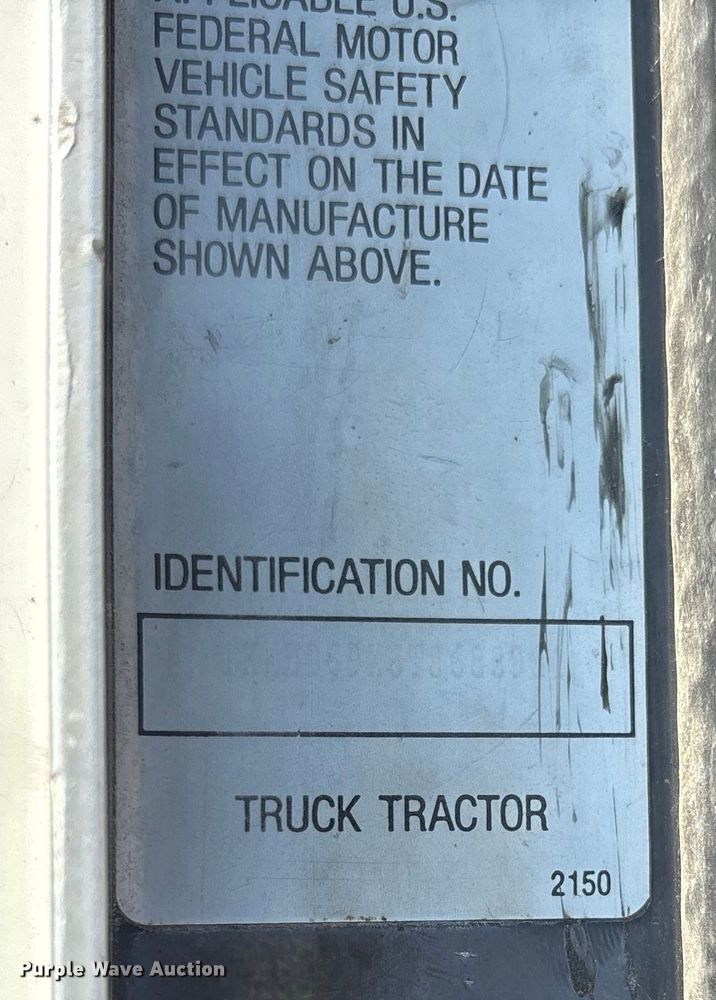 APPLICABLE U.S.
FEDERAL MOTOR
VEHICLE SAFETY
STANDARDS IN
EFFECT ON THE DATE
OF MANUFACTURE
SHOWN ABOVE.
IDENTIFICATION NO.
TRUCK TRACTOR
2150
Purple Wave Auction